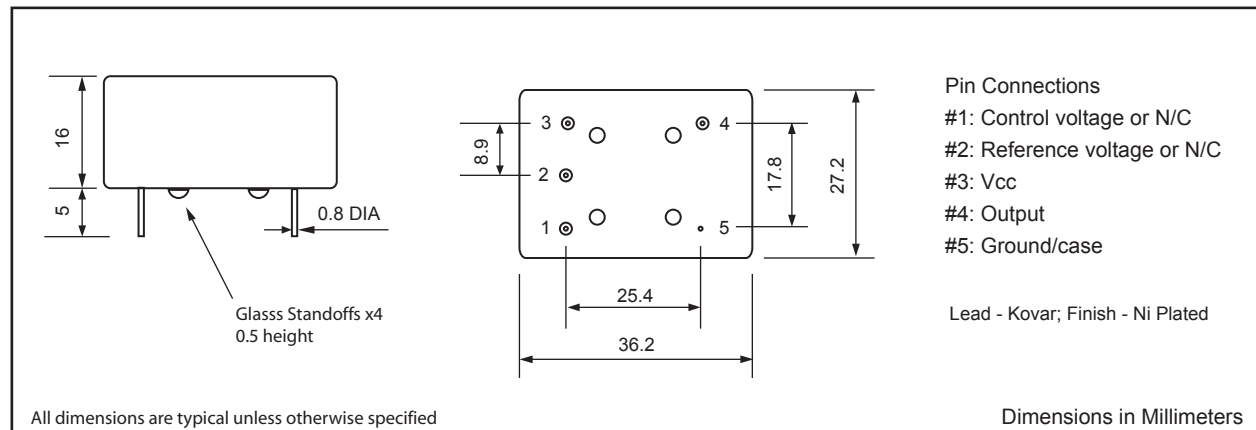 16
5
0.8 DIA
Glasss Standoffs x4
0.5 height
3
4
8.9
2
17.8
27.2
1
5
25.4
36.2
Pin Connections
#1: Control voltage or N/C
#2: Reference voltage or N/C
#3: Vcc
#4: Output
#5: Ground/case
Lead - Kovar; Finish - Ni Plated
All dimensions are typical unless otherwise specified
Dimensions in Millimeters